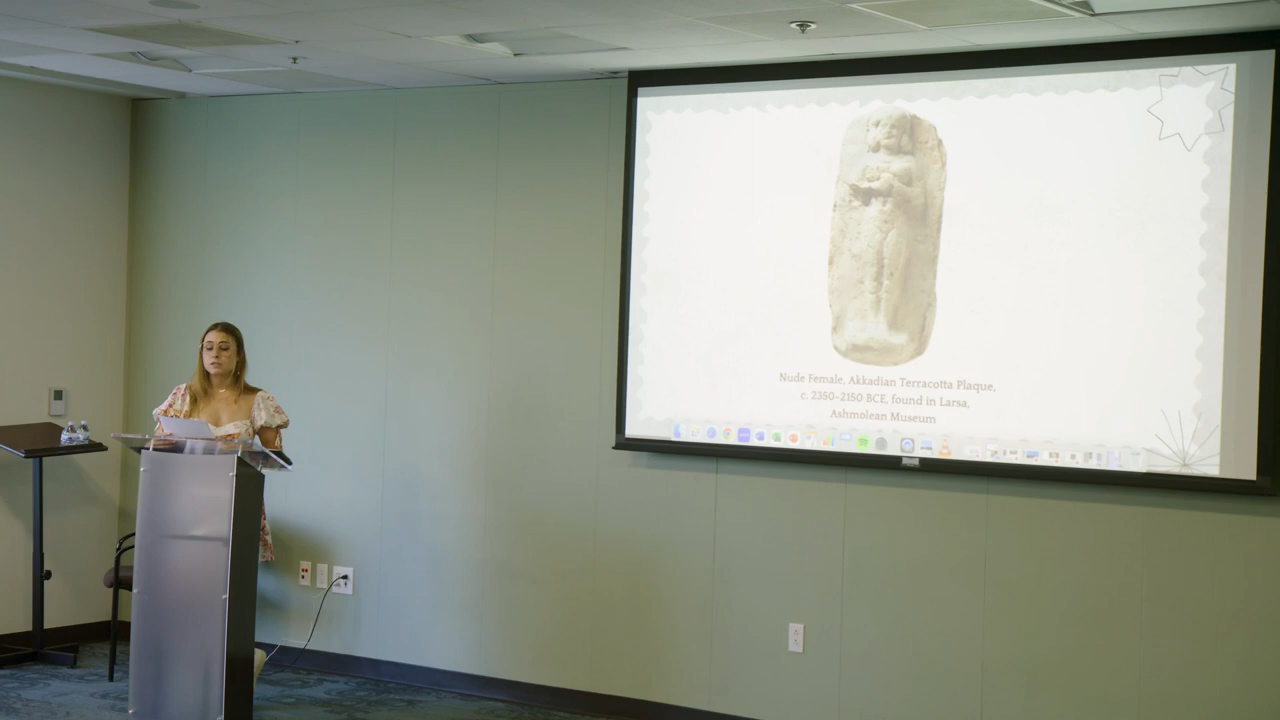 Nude Female, Akkadian Terracotta Plaque,
c. 2350-2150 BCE, found in Larsa,
Ashmolean Museum